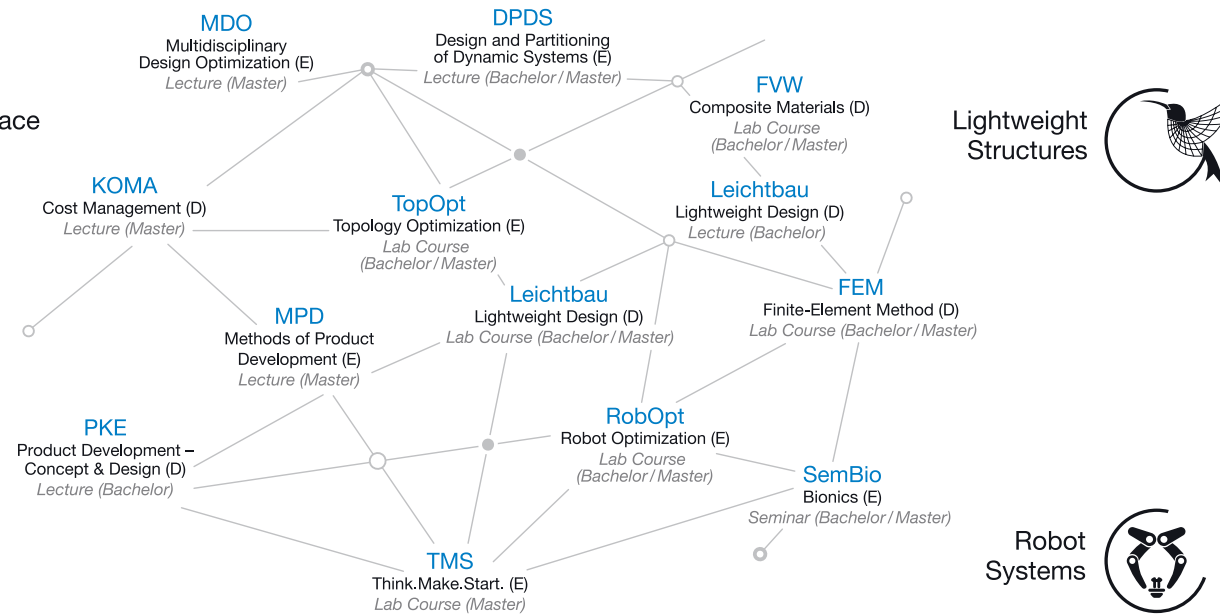 MDO
Multidisciplinary
Design Optimization (E)
Lecture (Master)
DPDS
Design and Partitioning
of Dynamic Systems (E)
Lecture (Bachelor / Master)
FVW
Composite Materials (D)
Lab Course
(Bachelor / Master)
ace
Lightweight
Structures
KOMA
Cost Management (D)
Lecture (Master)
TopOpt
Topology Optimization (E)
Lab Course
(Bachelor / Master)
Leichtbau
Lightweight Design (D)
Lecture (Bachelor)
Leichtbau
Lightweight Design (D)
Lab Course (Bachelor / Master)
FEM
Finite-Element Method (D)
Lab Course (Bachelor / Master)
MPD
Methods of Product
Development (E)
Lecture (Master)
PKE
Product Development –
Concept & Design (D)
Lecture (Bachelor)
RobOpt
Robot Optimization (E)
Lab Course
(Bachelor / Master)
SemBio
Bionics (E)
Seminar (Bachelor / Master)
TMS
Think.Make.Start. (E)
Lab Course (Master)
Robot
Systems